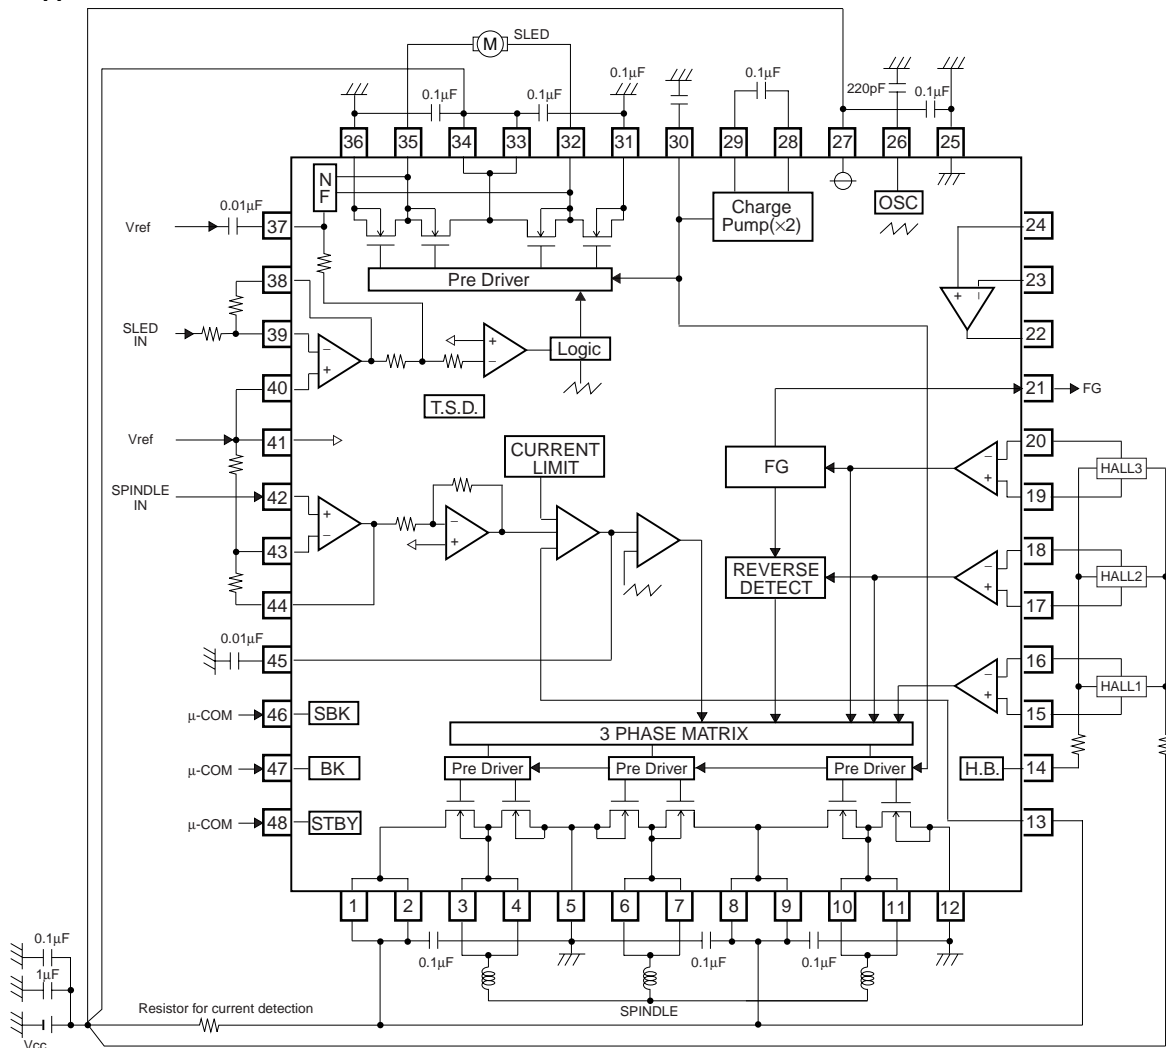 M SLED
0.1µF 0.1µF 0.1µF 0.1µF 220pF 0.1µF
36 35 34 33 32 31 30 29 28 27 26 25
NF
Charge
Pump(×2)
OSC
0.01µF
Vref 37
24
38
Pre Driver
23
SLED
IN
39
22
Logic
40
T.S.D.
21 FG
Vref 41
CURRENT
LIMIT
FG
20
HALL3
19
SPINDLE
IN
42
43
REVERSE
DETECT
18
HALL2
17
44
0.01µF
45
16
HALL1
15
µ-COM 46 SBK
3 PHASE MATRIX
µ-COM 47 BK
Pre Driver Pre Driver Pre Driver
H.B. 14
µ-COM 48 STBY
13
1 2 3 4 5 6 7 8 9 10 11 12
0.1µF 0.1µF 0.1µF
0.1µF
1µF
SPINDLE
Resistor for current detection
Vcc
+ −
+
−
−
+
+
−
−
+
−
+
−
+
−
+
+
−